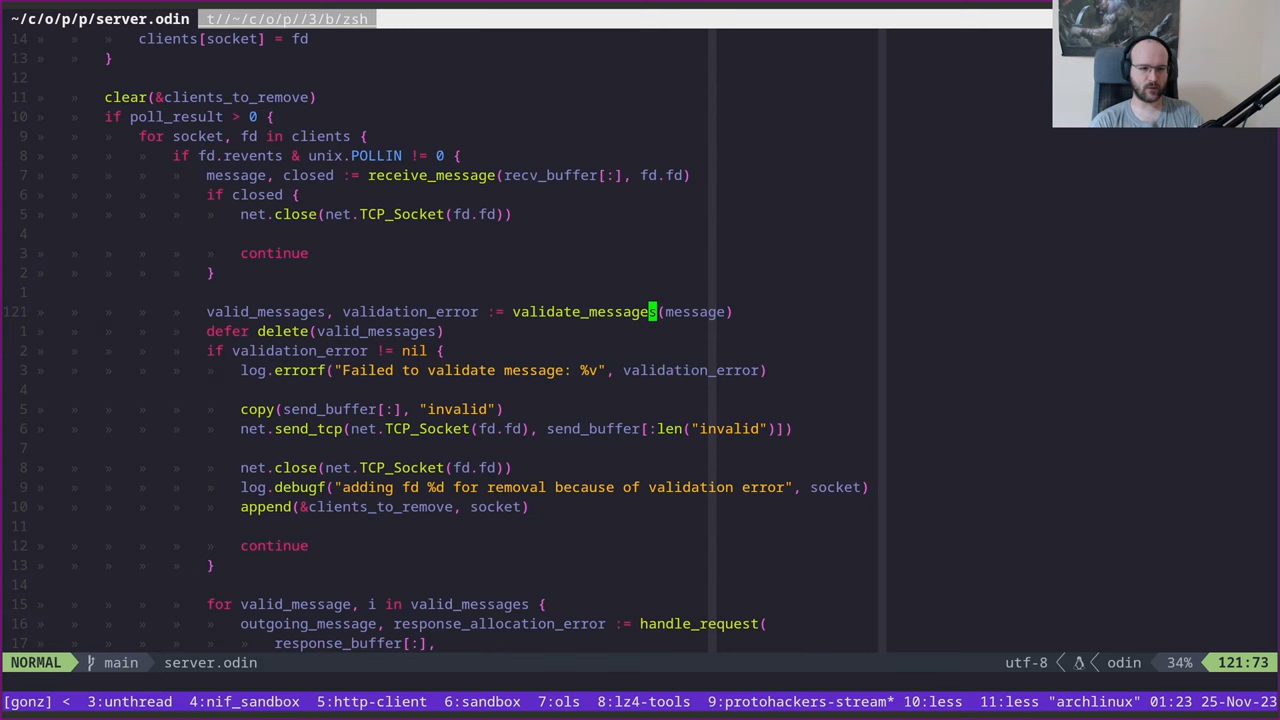 ~/c/o/p/p/server.odin t//~/c/o/p//3/b/zsh
14 » » » clients[socket] = fd
13 » » }
12
11 » » clear(&clients_to_remove)
10 » » if poll_result > 0 {
9 » » » for socket, fd in clients {
8 » » » » if fd.revents & unix.POLLIN != 0 {
7 » » » » » message, closed := receive_message(recv_buffer[:], fd.fd)
6 » » » » » if closed {
5 » » » » » » net.close(net.TCP_Socket(fd.fd))
4
3 » » » » » » continue
2 » » » » » }
1
121 » » » » » valid_messages, validation_error := validate_messages(message)
1 » » » » » defer delete(valid_messages)
2 » » » » » if validation_error != nil {
3 » » » » » » log.errorf("Failed to validate message: %v", validation_error)
4
5 » » » » » » copy(send_buffer[:], "invalid")
6 » » » » » » net.send_tcp(net.TCP_Socket(fd.fd), send_buffer[:len("invalid")])
7
8 » » » » » » net.close(net.TCP_Socket(fd.fd))
9 » » » » » » log.debugf("adding fd %d for removal because of validation error", socket)
10 » » » » » » append(&clients_to_remove, socket)
11
12 » » » » » » continue
13 » » » » » }
14
15 » » » » » for valid_message, i in valid_messages {
16 » » » » » » outgoing_message, response_allocation_error := handle_request(
17 » » » » » » » response_buffer[:],
NORMAL main server.odin utf-8 odin 34% 121:73
[gonz] < 3:unthread 4:nif_sandbox 5:http-client 6:sandbox 7:ols 8:lz4-tools 9:protohackers-stream* 10:less 11:less "archlinux" 01:23 25-Nov-23